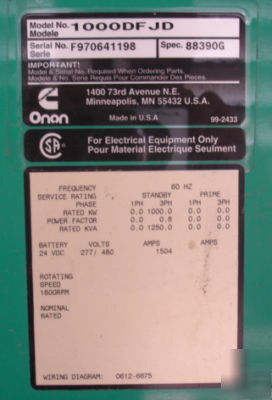 Model No. 1000DFJD
Modele
Serial No. F970641198 Spec. 88390G
Serie
IMPORTANT!
Model & Serial No. Required When Ordering Parts.
Model & Serie Requis Pour Commander Des Pieces.
Onan
1400 73rd Avenue N.E.
Minneapolis, MN 55432 U.S.A.
Made in U.S.A. 99-2433
For Electrical Equipment Only
Pour Material Electrique Seulment
FREQUENCY 60 HZ
SERVICE RATING STANDBY PRIME
PHASE 1PH 3PH 1PH 3PH
RATED KW 0.0 1000.0 0.0 0.0
POWER FACTOR 0.0 0.8 0.0 0.0
RATED KVA 0.0 1250.0 0.0 0.0
BATTERY VOLTS AMPS AMPS
24 VDC 277/ 480 1504
ROTATING
SPEED
1800RPM
NOMINAL
RATED
WIRING DIAGRAM: 0612-6675